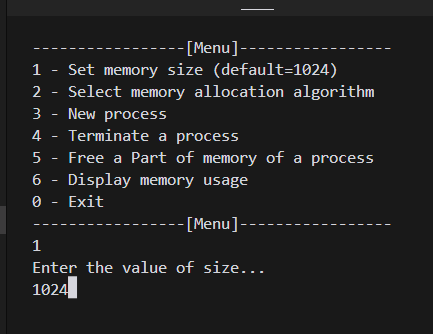 -----------------[Menu]-----------------
1 - Set memory size (default=1024)
2 - Select memory allocation algorithm
3 - New process
4 - Terminate a process
5 - Free a Part of memory of a process
6 - Display memory usage
0 - Exit
-----------------[Menu]-----------------
1
Enter the value of size...
1024